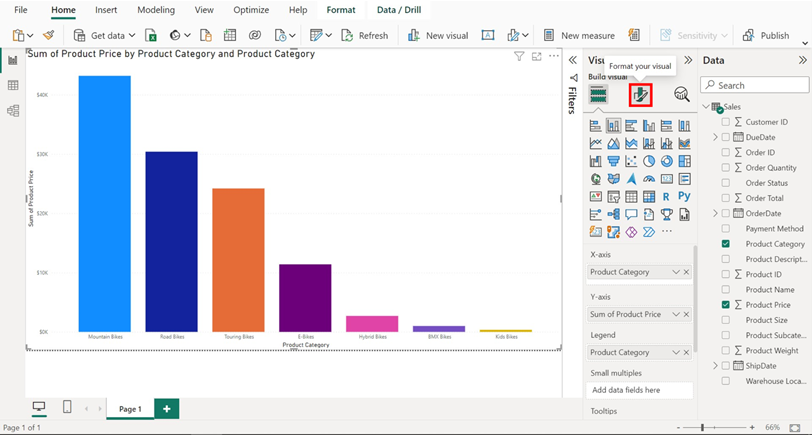 File Home Insert Modeling View Optimize Help Format Data / Drill
Get data Refresh New visual New measure Sensitivity Publish
Sum of Product Price by Product Category and Product Category
$40K
$30K
$20K
$10K
$0K
Sum of Product Price
Mountain Bikes Road Bikes Touring Bikes E-Bikes Hybrid Bikes BMX Bikes Kids Bikes
Product Category
Filters
Format your visual
Build visual
R Py
X-axis
Product Category
Y-axis
Sum of Product Price
Legend
Product Category
Small multiples
Add data fields here
Tooltips
Data
Search
Sales
Customer ID
DueDate
Order ID
Order Quantity
Order Status
Order Total
OrderDate
Payment Method
Product Category
Product Descript...
Product ID
Product Name
Product Price
Product Size
Product Subcate...
Product Weight
ShipDate
Warehouse Loca...
Page 1
Page 1 of 1
66%